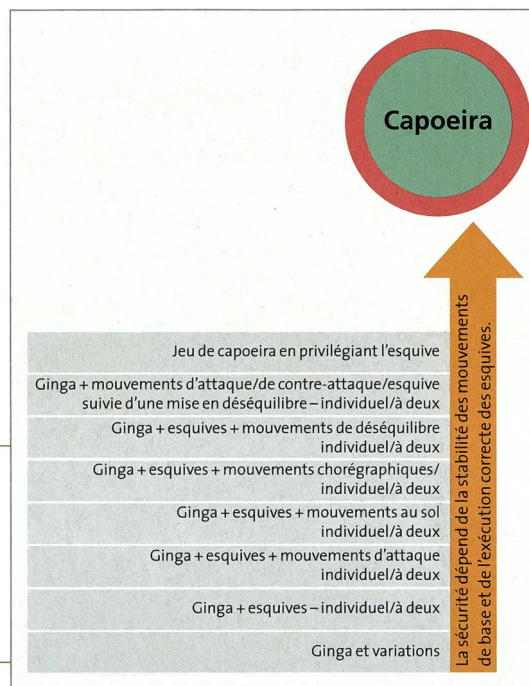 Capoeira
Jeu de capoeira en privilégiant l'esquive
Ginga + mouvements d'attaque/de contre-attaque/esquive
suivie d'une mise en déséquilibre – individuel/à deux
Ginga + esquives + mouvements de déséquilibre
individuel/à deux
Ginga + esquives + mouvements chorégraphiques/
individuel/à deux
Ginga + esquives + mouvements au sol
individuel/à deux
Ginga + esquives + mouvements d'attaque
individuel/à deux
Ginga + esquives – individuel/à deux
Ginga et variations
La sécurité dépend de la stabilité des mouvements
de base et de l'exécution correcte des esquives.